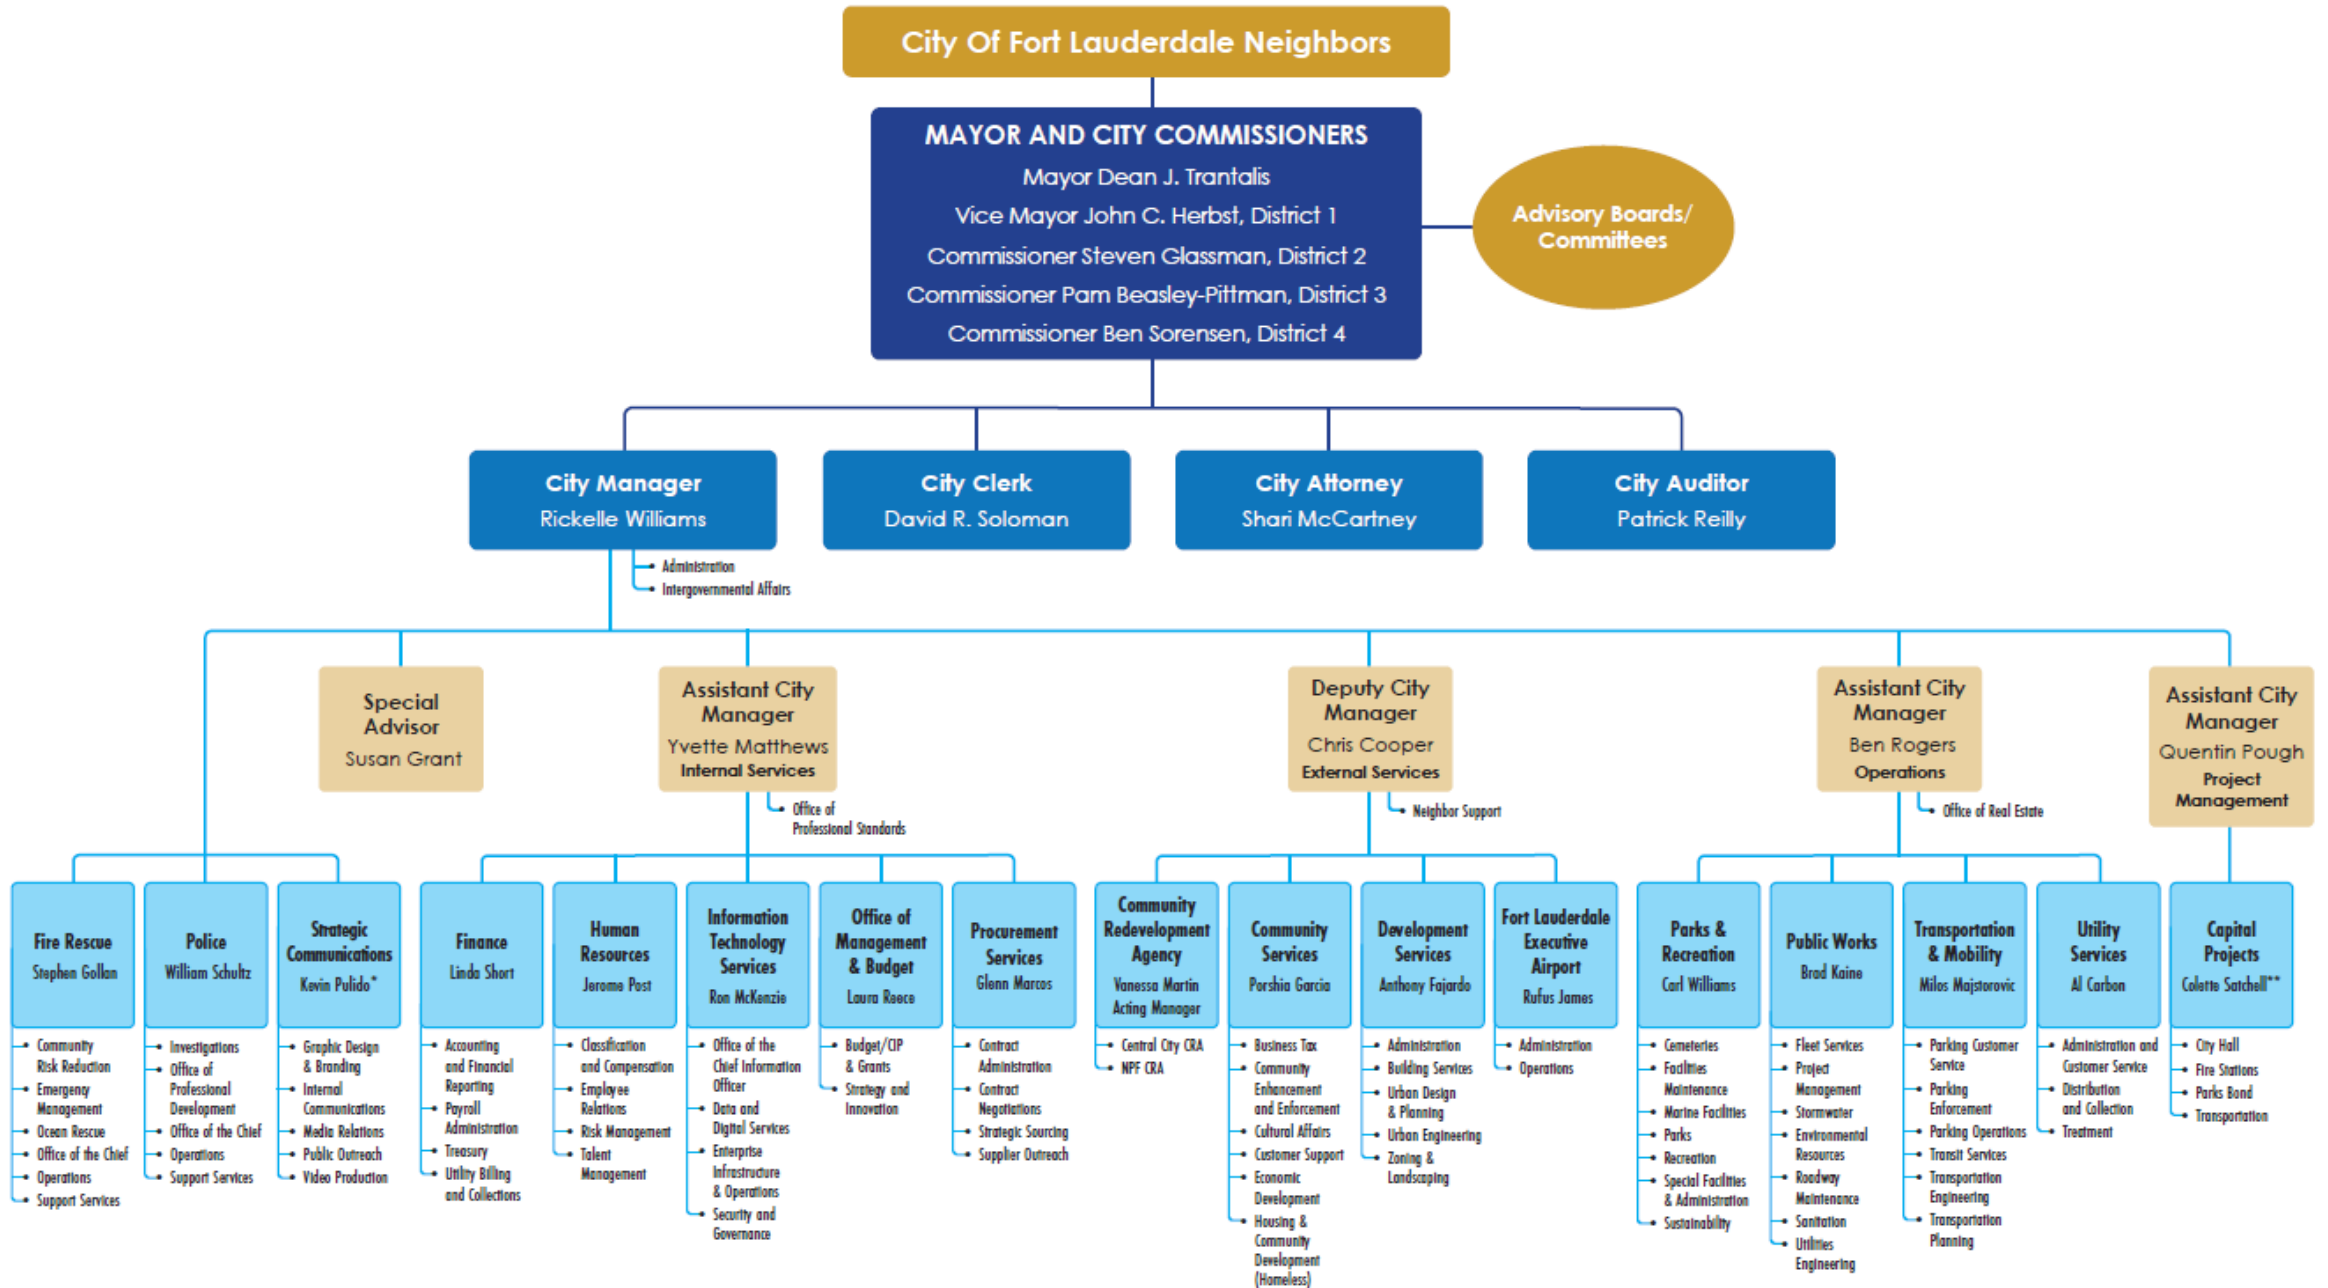 City Of Fort Lauderdale Neighbors
MAYOR AND CITY COMMISSIONERS
Mayor Dean J. Trantalis
Vice Mayor John C. Herbst, District 1
Commissioner Steven Glassman, District 2
Commissioner Pam Beasley-Pittman, District 3
Commissioner Ben Sorensen, District 4
Advisory Boards/
Committees
City Manager
Rickelle Williams
City Clerk
David R. Soloman
City Attorney
Shari McCartney
City Auditor
Patrick Reilly
• Administration
• Intergovernmental Affairs
Special
Advisor
Susan Grant
Assistant City
Manager
Yvette Matthews
Internal Services
• Office of
Professional Standards
Deputy City
Manager
Chris Cooper
External Services
• Neighbor Support
Assistant City
Manager
Ben Rogers
Operations
• Office of Real Estate
Assistant City
Manager
Quentin Pough
Project
Management
Fire Rescue
Stephen Gollan
• Community
Risk Reduction
• Emergency
Management
• Ocean Rescue
• Office of the Chief
• Operations
• Support Services
Police
William Schultz
• Investigations
• Office of
Professional
Development
• Office of the Chief
• Operations
• Support Services
Strategic
Communications
Kevin Pulido*
• Graphic Design
& Branding
• Internal
Communications
• Media Relations
• Public Outreach
• Video Production
Finance
Linda Short
• Accounting
and Financial
Reporting
• Payroll
Administration
• Treasury
• Utility Billing
and Collections
Human
Resources
Jerome Post
• Classification
and Compensation
• Employee
Relations
• Risk Management
• Talent
Management
Information
Technology
Services
Ron McKenzie
• Office of the
Chief Information
Officer
• Data and
Digital Services
• Enterprise
Infrastructure
& Operations
• Security and
Governance
Office of
Management
& Budget
Laura Reece
• Budget/CIP
& Grants
• Strategy and
Innovation
Procurement
Services
Glenn Marcos
• Contract
Administration
• Contract
Negotiations
• Strategic Sourcing
• Supplier Outreach
Community
Redevelopment
Agency
Vanessa Martin
Acting Manager
• Central City CRA
• NPF CRA
Community
Services
Porshia Garcia
• Business Tax
• Community
Enhancement
and Enforcement
• Cultural Affairs
• Customer Support
• Economic
Development
• Housing &
Community
Development
(Homeless)
Development
Services
Anthony Fajardo
• Administration
• Building Services
• Urban Design
& Planning
• Urban Engineering
• Zoning &
Landscaping
Fort Lauderdale
Executive
Airport
Rufus James
• Administration
• Operations
Parks &
Recreation
Carl Williams
• Cemeteries
• Facilities
Maintenance
• Marine Facilities
• Parks
• Recreation
• Special Facilities
& Administration
• Sustainability
Public Works
Brad Kaine
• Fleet Services
• Project
Management
• Stormwater
• Environmental
Resources
• Roadway
Maintenance
• Sanitation
• Utilities
Engineering
Transportation
& Mobility
Milos Majstorovic
• Parking Customer
Service
• Parking
Enforcement
• Parking Operations
• Transit Services
• Transportation
Engineering
• Transportation
Planning
Utility
Services
Al Carbon
• Administration and
Customer Service
• Distribution
and Collection
• Treatment
Capital
Projects
Colette Satchell**
• City Hall
• Fire Stations
• Parks Bond
• Transportation